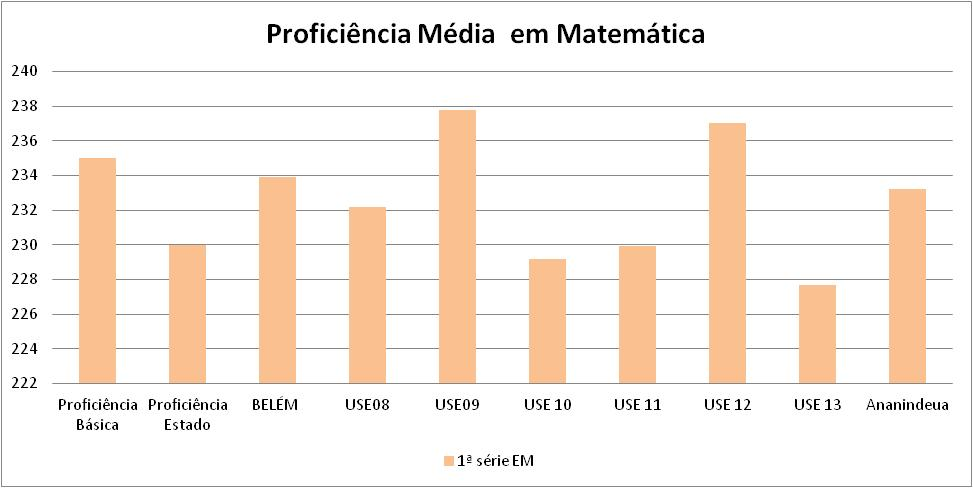 Proficiência Média  em Matemática
240
238
236
234
232
230
228
226
224
222
Proficiência Básica
Proficiência Estado
BELÉM
USE08
USE09
USE 10
USE 11
USE 12
USE 13
Ananindeua
1ª série EM